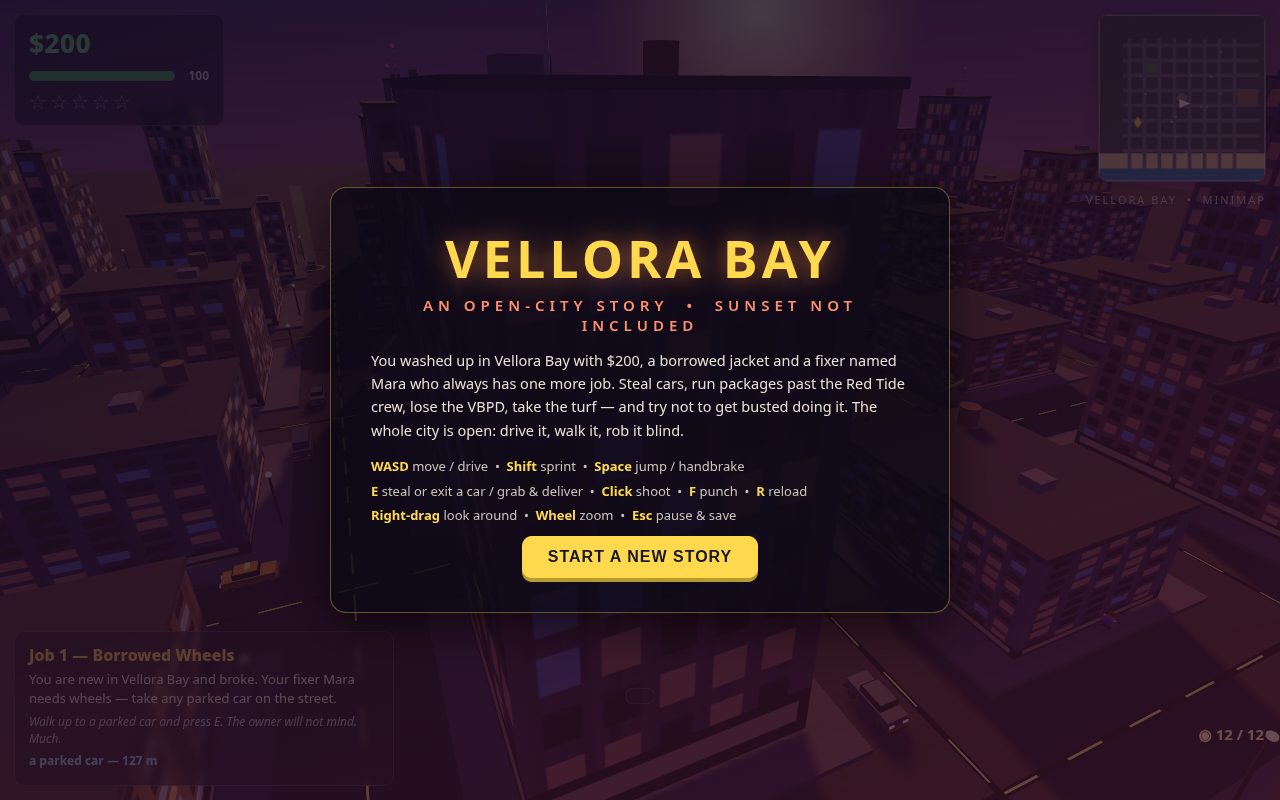 $200
100
☆☆☆☆☆
VELLORA BAY • MINIMAP
VELLORA BAY
AN OPEN-CITY STORY • SUNSET NOT
INCLUDED
You washed up in Vellora Bay with $200, a borrowed jacket and a fixer named
Mara who always has one more job. Steal cars, run packages past the Red Tide
crew, lose the VBPD, take the turf — and try not to get busted doing it. The
whole city is open: drive it, walk it, rob it blind.
WASD move / drive • Shift sprint • Space jump / handbrake
E steal or exit a car / grab & deliver • Click shoot • F punch • R reload
Right-drag look around • Wheel zoom • Esc pause & save
START A NEW STORY
Job 1 — Borrowed Wheels
You are new in Vellora Bay and broke. Your fixer Mara
needs wheels — take any parked car on the street.
Walk up to a parked car and press E. The owner will not mind.
Much.
a parked car — 127 m
◉ 12 / 12